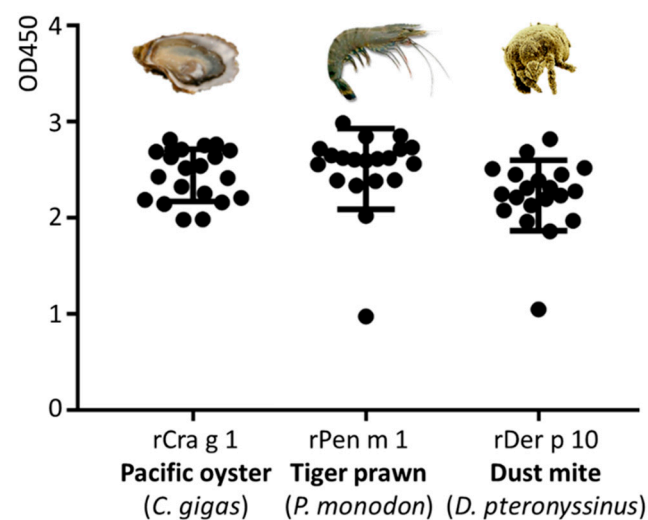 OD450
4
3
2
1
0
rCra g 1 rPen m 1 rDer p 10
Pacific oyster Tiger prawn Dust mite
(C. gigas) (P. monodon) (D. pteronyssinus)